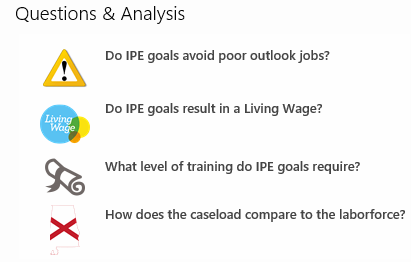 Questions & Analysis
Do IPE goals avoid poor outlook jobs?
Do IPE goals result in a Living Wage?
Living
Wage
What level of training do IPE goals require?
How does the caseload compare to the laborforce?